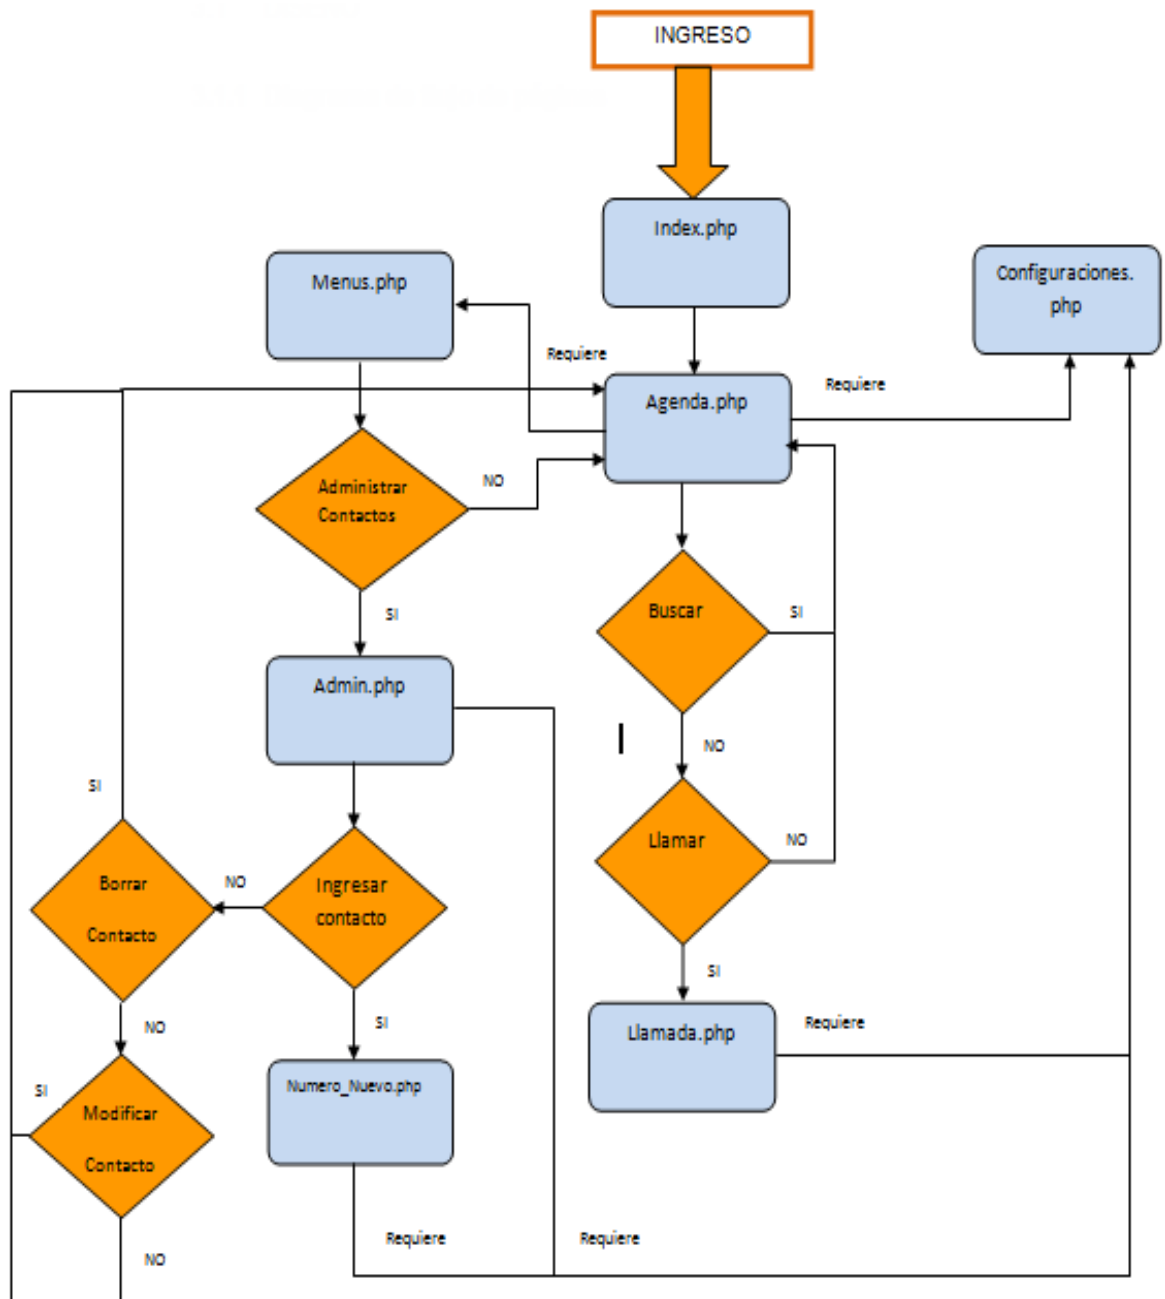 INGRESO
Index.php
Menus.php
Configuraciones.
php
Requiere
Requiere
Agenda.php
Administrar
Contactos
NO
SI
Buscar
SI
Admin.php
NO
SI
Llamar
NO
Borrar
Contacto
NO
Ingresar
contacto
SI
Llamada.php
Requiere
NO
SI
Numero_Nuevo.php
SI
Modificar
Contacto
Requiere
Requiere
NO